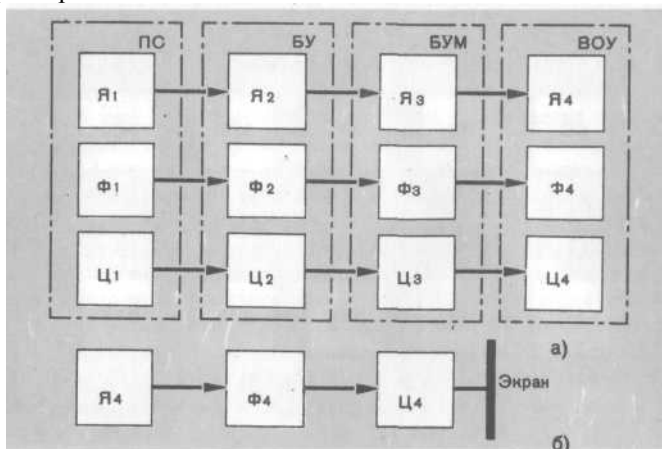 ПС БУ БУМ ВОУ
Я1 Я2 Я3 Я4
Ф1 Ф2 Ф3 Ф4
Ц1 Ц2 Ц3 Ц4
а)
Я4 Ф4 Ц4 Экран
б)